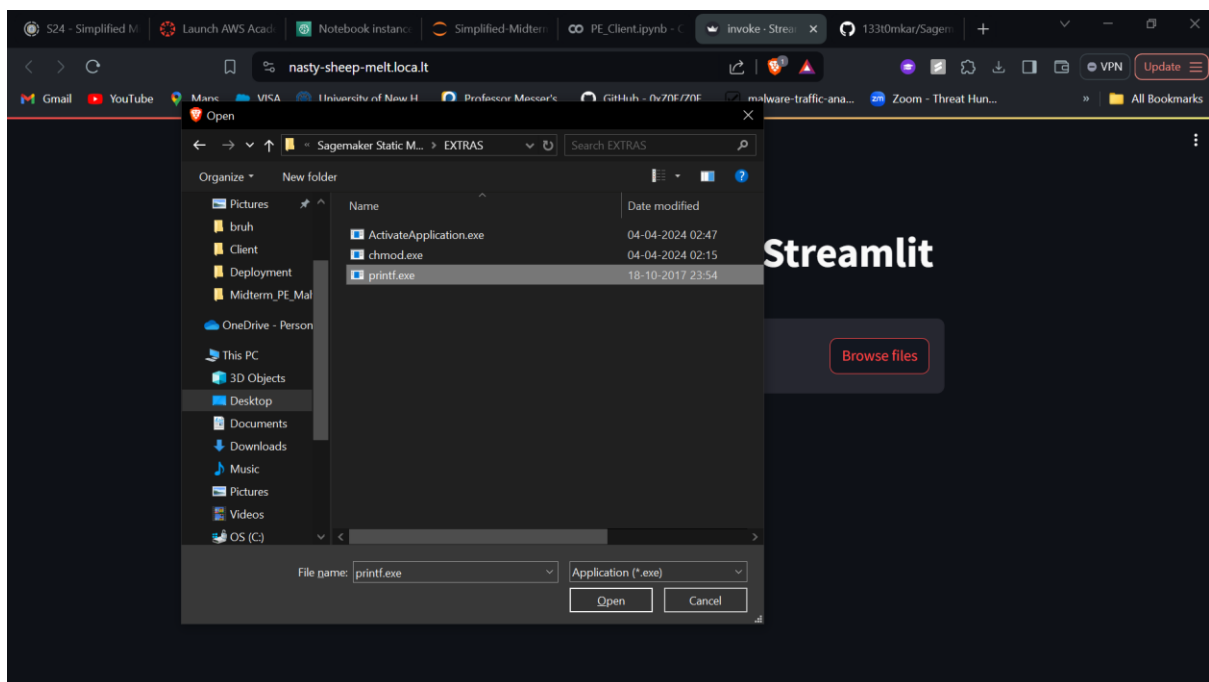 S24 - Simplified M
Launch AWS Acad
Notebook instanc
Simplified-Midterm
PE_Client.ipynb - C
invoke · Strear
133t0mkar/Sagem
nasty-sheep-melt.loca.lt
VPN
Update
Gmail
YouTube
Maps
VISA
University of New H
Professor Messer's
GitHub - 0x70E/70E
malware-traffic-ana...
Zoom - Threat Hun...
»
All Bookmarks
Open
« Sagemaker Static M... > EXTRAS
Search EXTRAS
Organize
New folder
Name
Date modified
Pictures
bruh
Client
Deployment
Midterm_PE_Mal
OneDrive - Person
This PC
3D Objects
Desktop
Documents
Downloads
Music
Pictures
Videos
OS (C:)
ActivateApplication.exe 04-04-2024 02:47
chmod.exe 04-04-2024 02:15
printf.exe 18-10-2017 23:54
Streamlit
Browse files
File name: printf.exe
Application (*.exe)
Open
Cancel